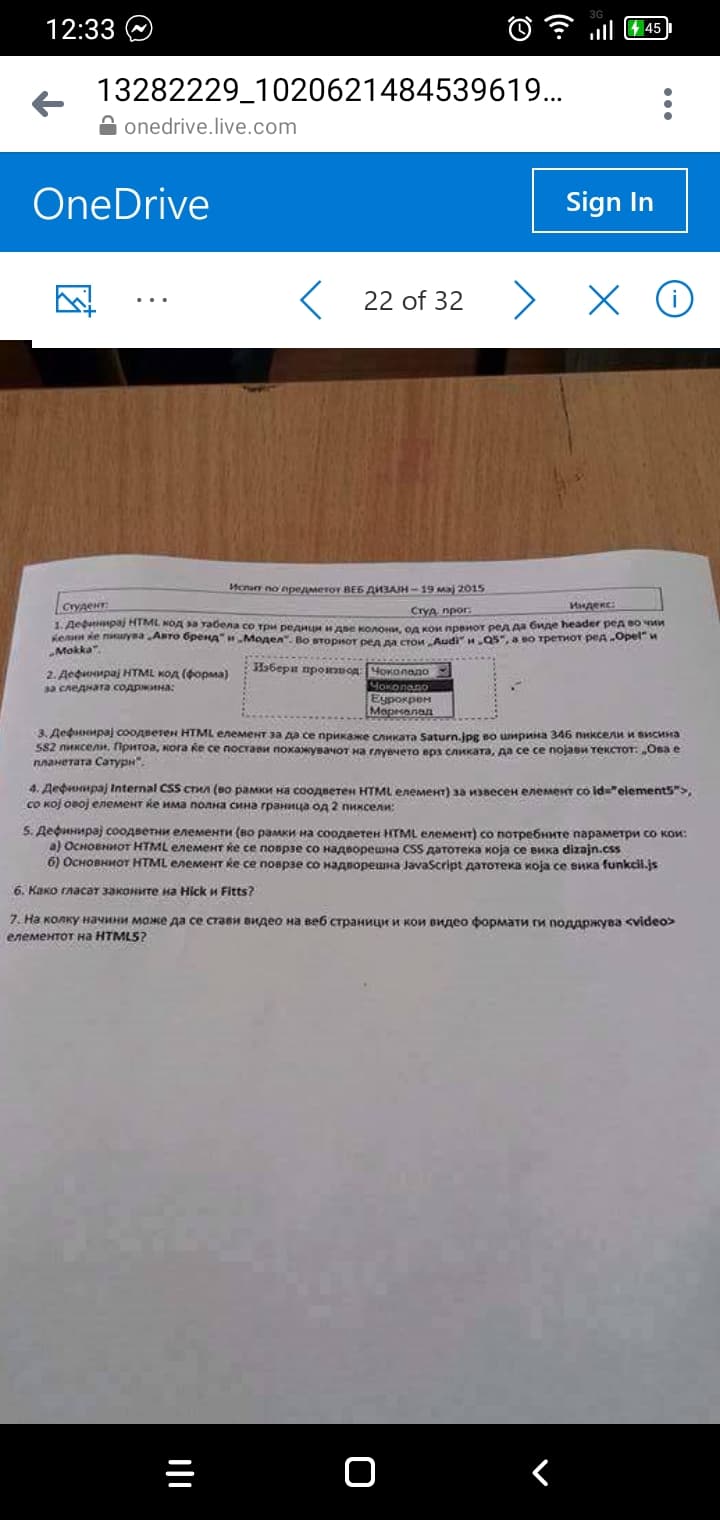 12:33
3G
45
13282229_1020621484539619...
onedrive.live.com
OneDrive
Sign In
...
22 of 32
Испит по предметот ВЕБ ДИЗАЈН – 19 мај 2015
Студент: Студ. прог: Индекс:
1. Дефинирај HTML код за табела со три редици и две колони, од кои првиот ред да биде header ред во чии
келии ќе пишува „Авто бренд" и „Модел". Во вториот ред да стои „Audi" и „Q5", а во третиот ред „Opel" и
„Mokka".
2. Дефинирај HTML код (форма)
за следната содржина:
Избери производ: Чоколадо
Чоколадо
Еурокрем
Мармалад
3. Дефинирај соодветен HTML елемент за да се прикаже сликата Saturn.jpg во ширина 346 пиксели и висина
582 пиксели. Притоа, кога ќе се постави покажувачот на глувчето врз сликата, да се се појави текстот: „Ова е
планетата Сатурн".
4. Дефинирај Internal CSS стил (во рамки на соодветен HTML елемент) за извесен елемент со id="element5">,
со кој овој елемент ќе има полна сина граница од 2 пиксели:
5. Дефинирај соодветни елементи (во рамки на соодветен HTML елемент) со потребните параметри со кои:
а) Основниот HTML елемент ќе се поврзе со надворешна CSS датотека која се вика dizajn.css
б) Основниот HTML елемент ќе се поврзе со надворешна JavaScript датотека која се вика funkcii.js
6. Како гласат законите на Hick и Fitts?
7. На колку начини може да се стави видео на веб страници и кои видео формати ги поддржува <video>
елементот на HTML5?